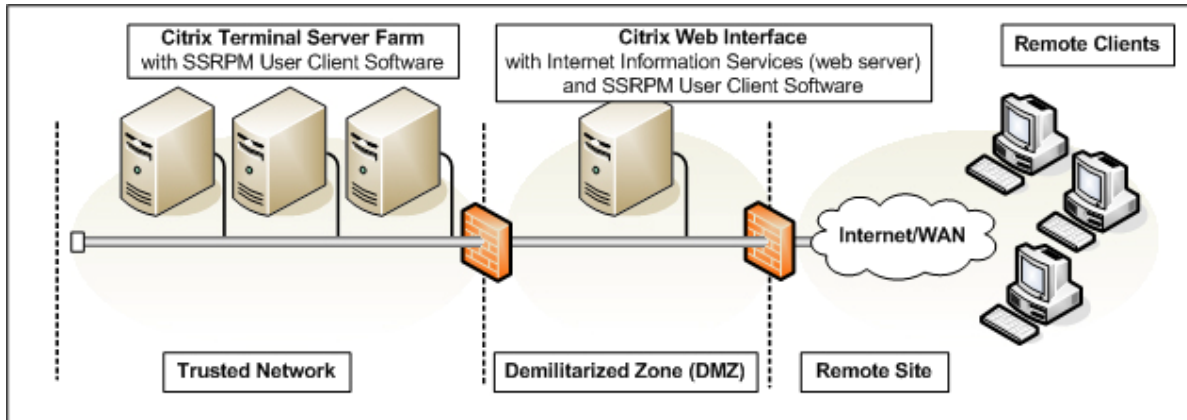 Citrix Terminal Server Farm
with SSRPM User Client Software
Citrix Web Interface
with Internet Information Services (web server)
and SSRPM User Client Software
Remote Clients
Internet/WAN
Trusted Network
Demilitarized Zone (DMZ)
Remote Site